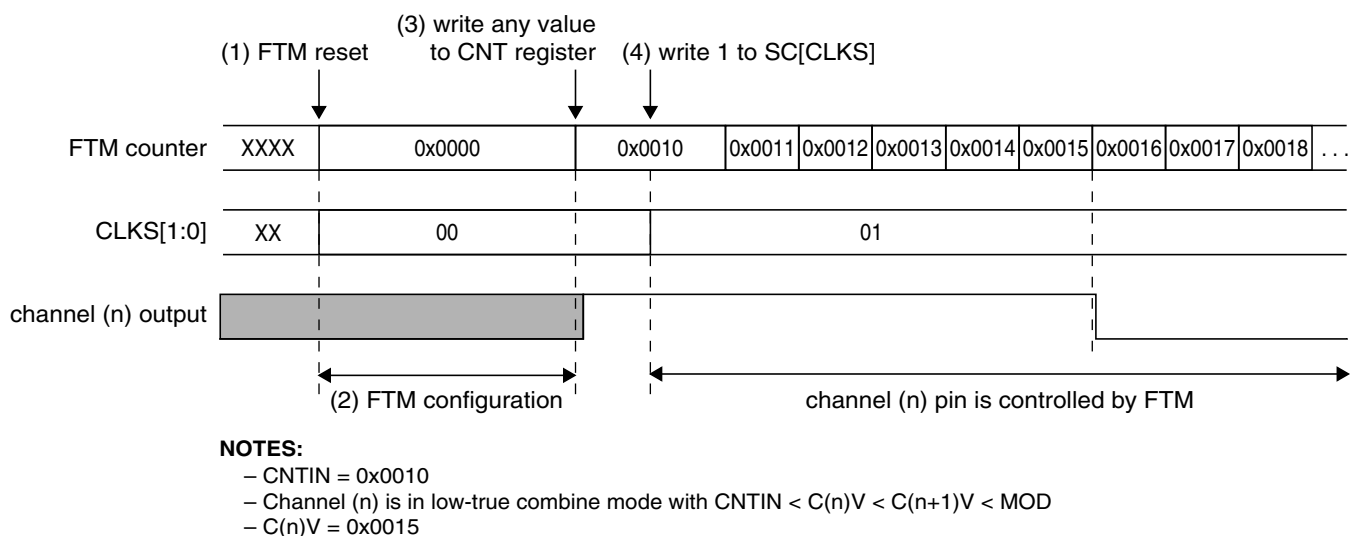 (3) write any value
(1) FTM reset to CNT register (4) write 1 to SC[CLKS]
FTM counter XXXX 0x0000 0x0010 0x0011 0x0012 0x0013 0x0014 0x0015 0x0016 0x0017 0x0018 . . .
CLKS[1:0] XX 00 01
channel (n) output
(2) FTM configuration channel (n) pin is controlled by FTM
NOTES:
– CNTIN = 0x0010
– Channel (n) is in low-true combine mode with CNTIN < C(n)V < C(n+1)V < MOD
– C(n)V = 0x0015